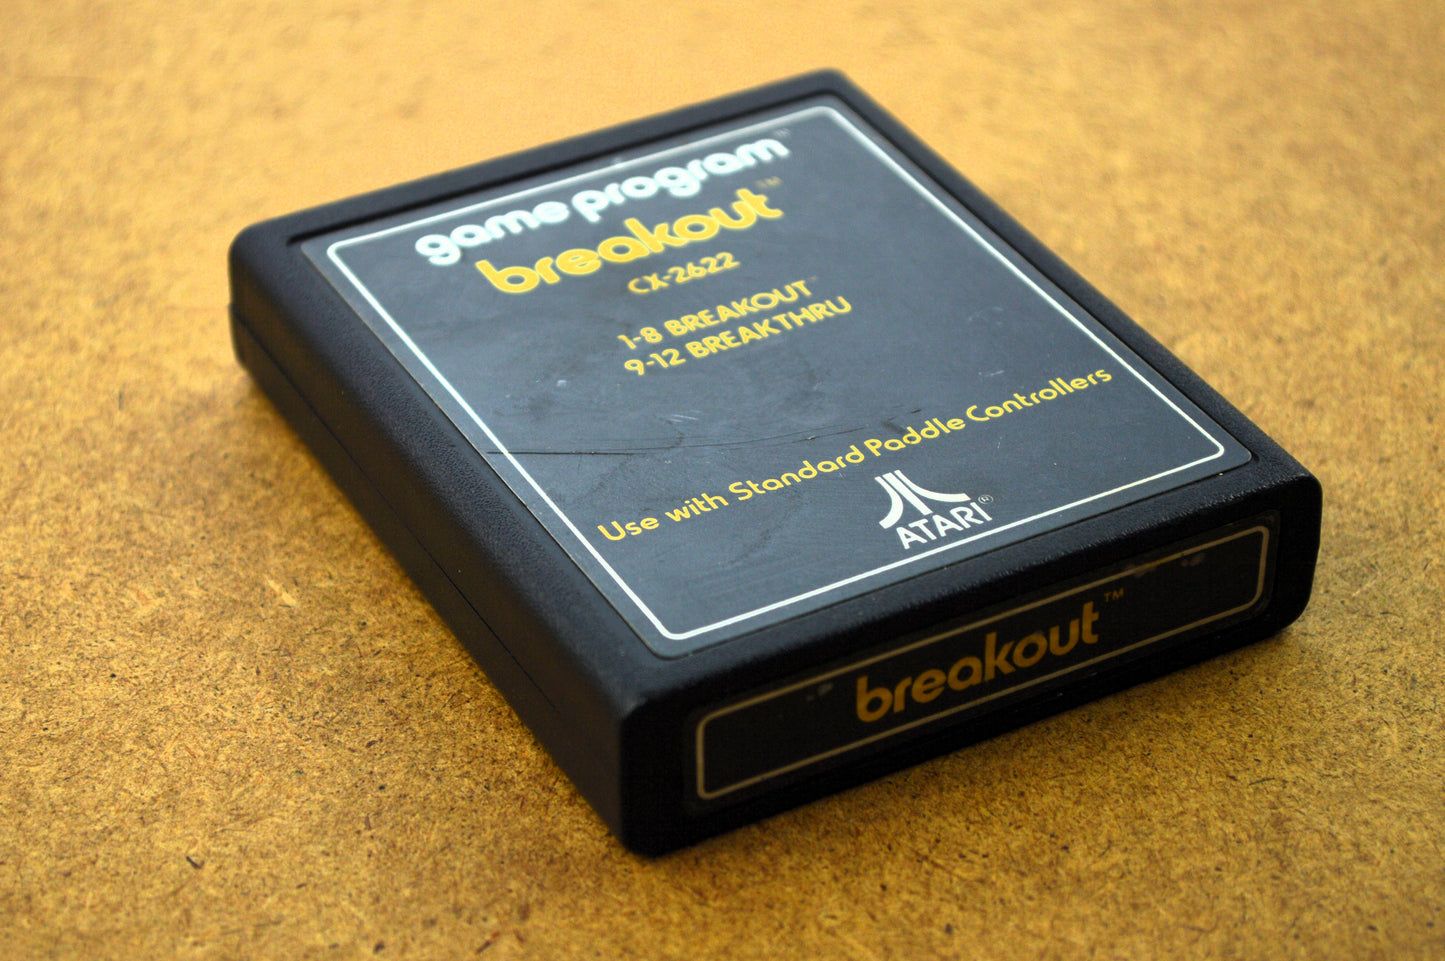 game program™
breakout™
CX-2622
1-8 BREAKOUT™
9-12 BREAKTHRU
Use with Standard Paddle Controllers
ATARI®
breakout™